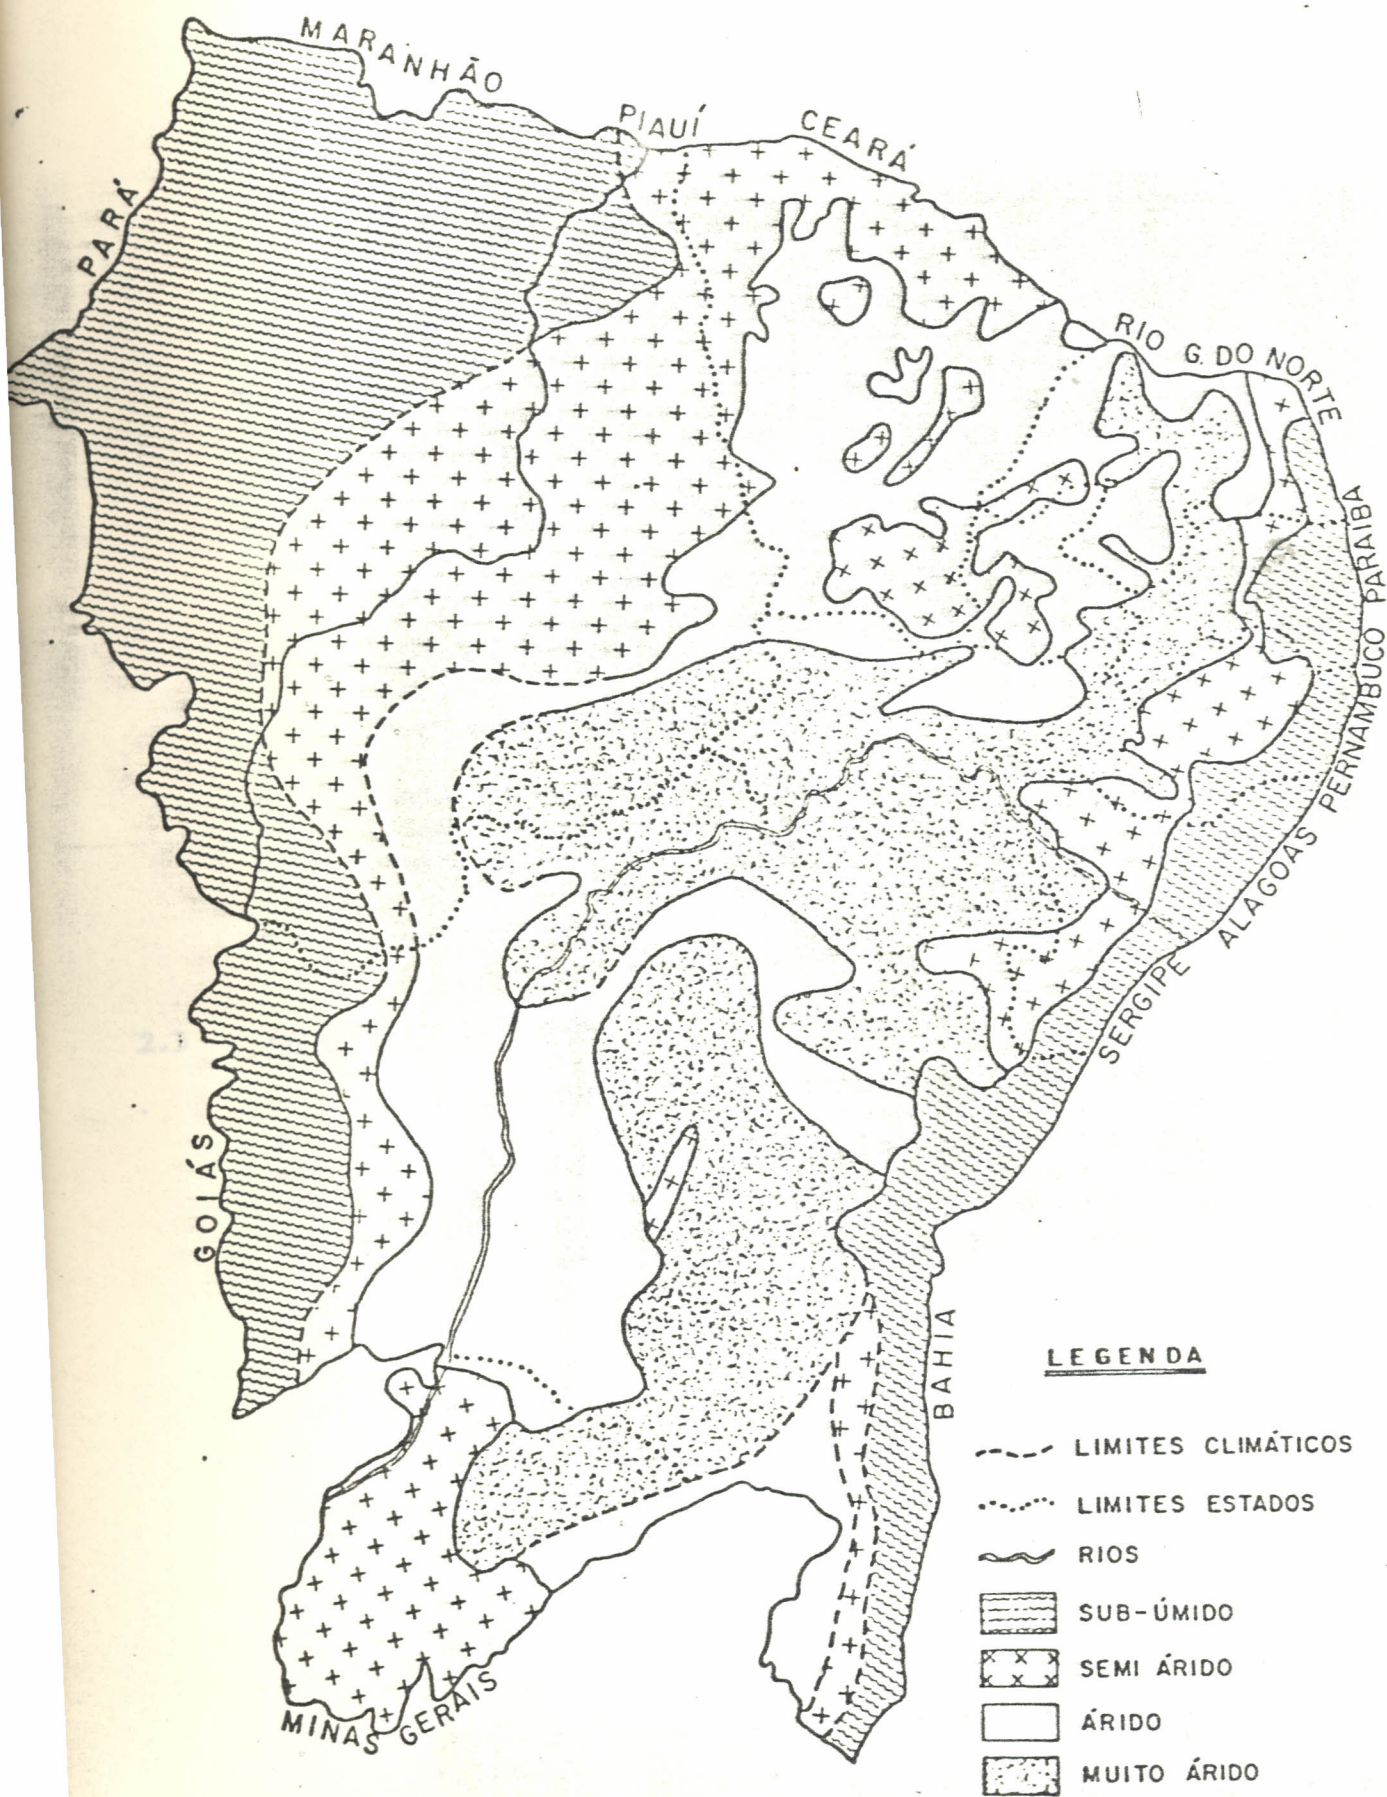 MARANHÃO
PIAUÍ
CEARÁ
PARÁ
RIO G. DO NORTE
PARAIBA
PERNAMBUCO
ALAGOAS
SERGIPE
GOIÁS
BAHIA
MINAS GERAIS
LEGENDA
LIMITES CLIMÁTICOS
LIMITES ESTADOS
RIOS
SUB-ÚMIDO
SEMI ÁRIDO
ÁRIDO
MUITO ÁRIDO